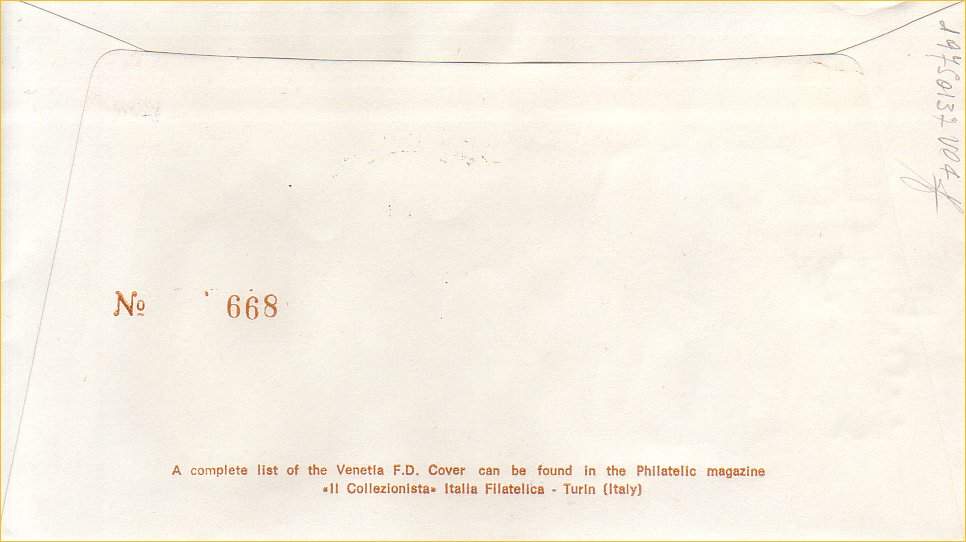 Nº 668
A complete list of the Venetia F.D. Cover can be found in the Philatelic magazine
«Il Collezionista» Italia Filatelica - Turin (Italy)